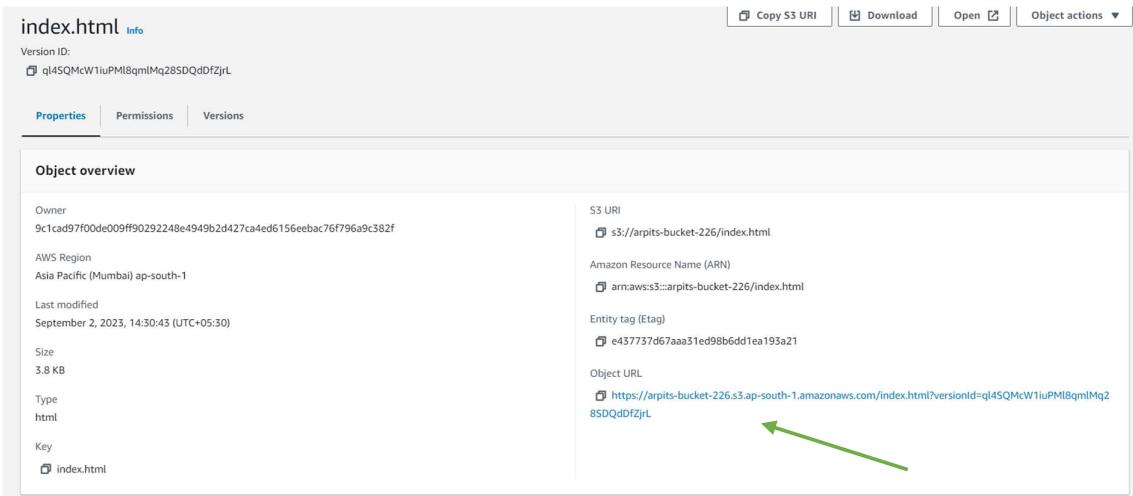 index.html Info
Copy S3 URI
Download
Open
Object actions
Version ID:
ql4SQMcW1iuPMl8qmlMq28SDQdDfZjrL
Properties
Permissions
Versions
Object overview
Owner
9c1cad97f00de009ff90292248e4949b2d427ca4ed6156eebac76f796a9c382f
AWS Region
Asia Pacific (Mumbai) ap-south-1
Last modified
September 2, 2023, 14:30:43 (UTC+05:30)
Size
3.8 KB
Type
html
Key
index.html
S3 URI
s3://arpits-bucket-226/index.html
Amazon Resource Name (ARN)
arn:aws:s3:::arpits-bucket-226/index.html
Entity tag (Etag)
e437737d67aaa31ed98b6dd1ea193a21
Object URL
https://arpits-bucket-226.s3.ap-south-1.amazonaws.com/index.html?versionId=ql4SQMcW1iuPMl8qmlMq2
8SDQdDfZjrL